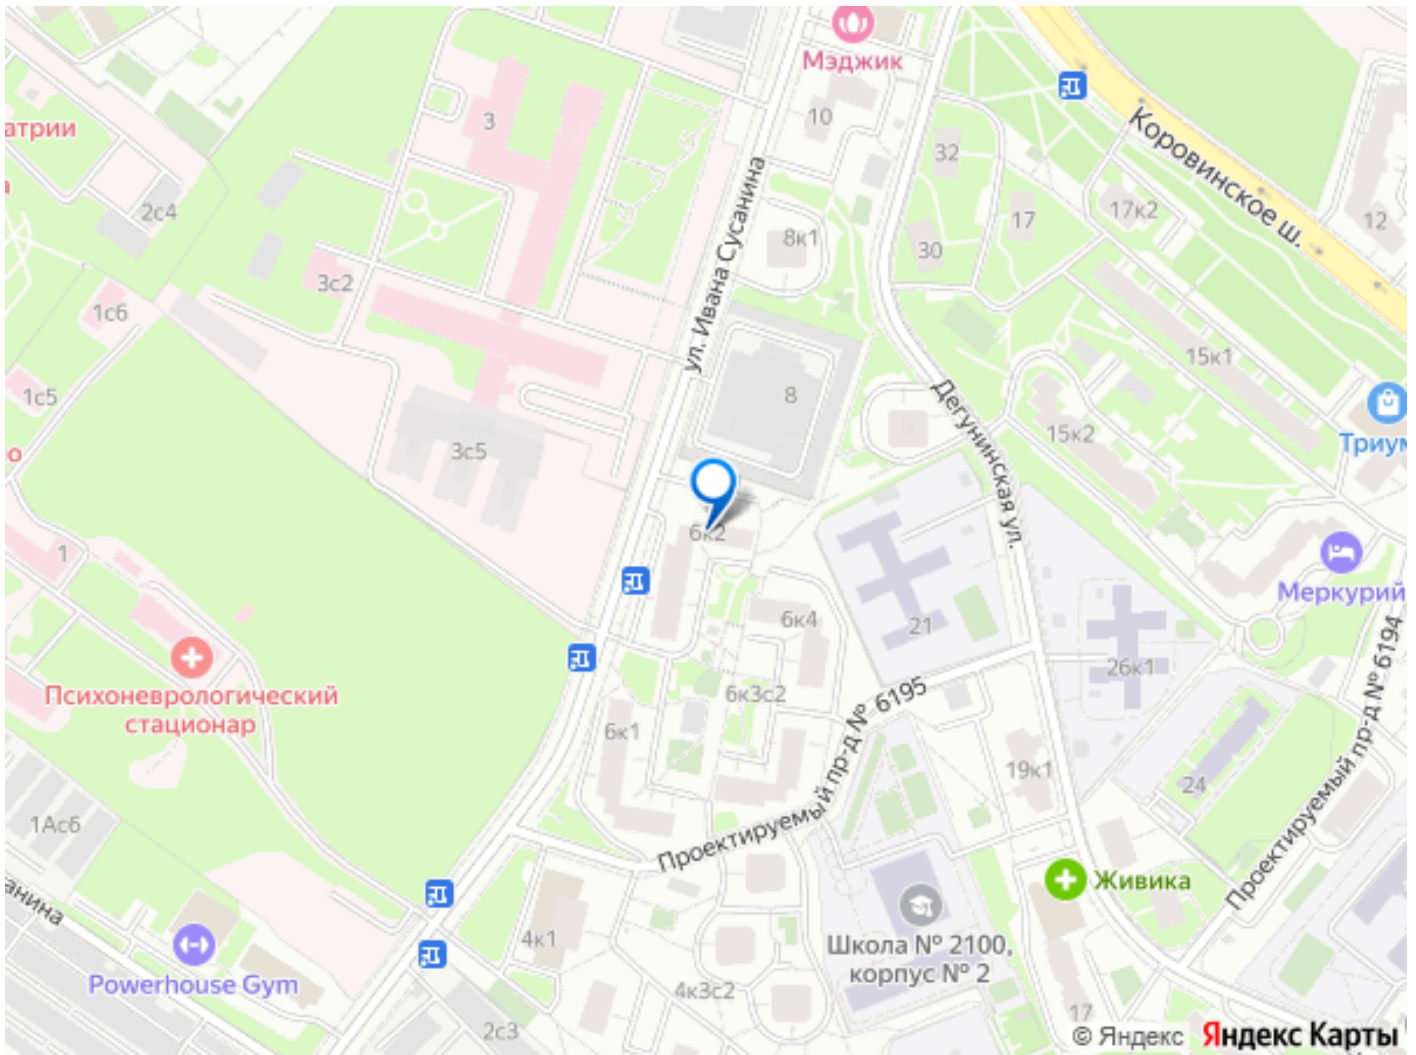 Мэджик
атрии
3
10
Коровинское ш.
32
2с4
17к2
17
12
8к1
30
ул. Ивана Сусанина
3с2
1с6
15к1
8
1с5
Дегунинская ул.
15к2
Триум
3с5
о
6к2
1
Меркурий
6к4
21
26к1
Психоневрологический
стационар
6к3с2
6к1
Проектируемый пр-д № 6195
Проектируемый пр-д № 6194
19к1
24
1Ас6
Живика
анина
4к1
Школа № 2100,
корпус № 2
Powerhouse Gym
4к3с2
17
2с3
© Яндекс Яндекс Карты